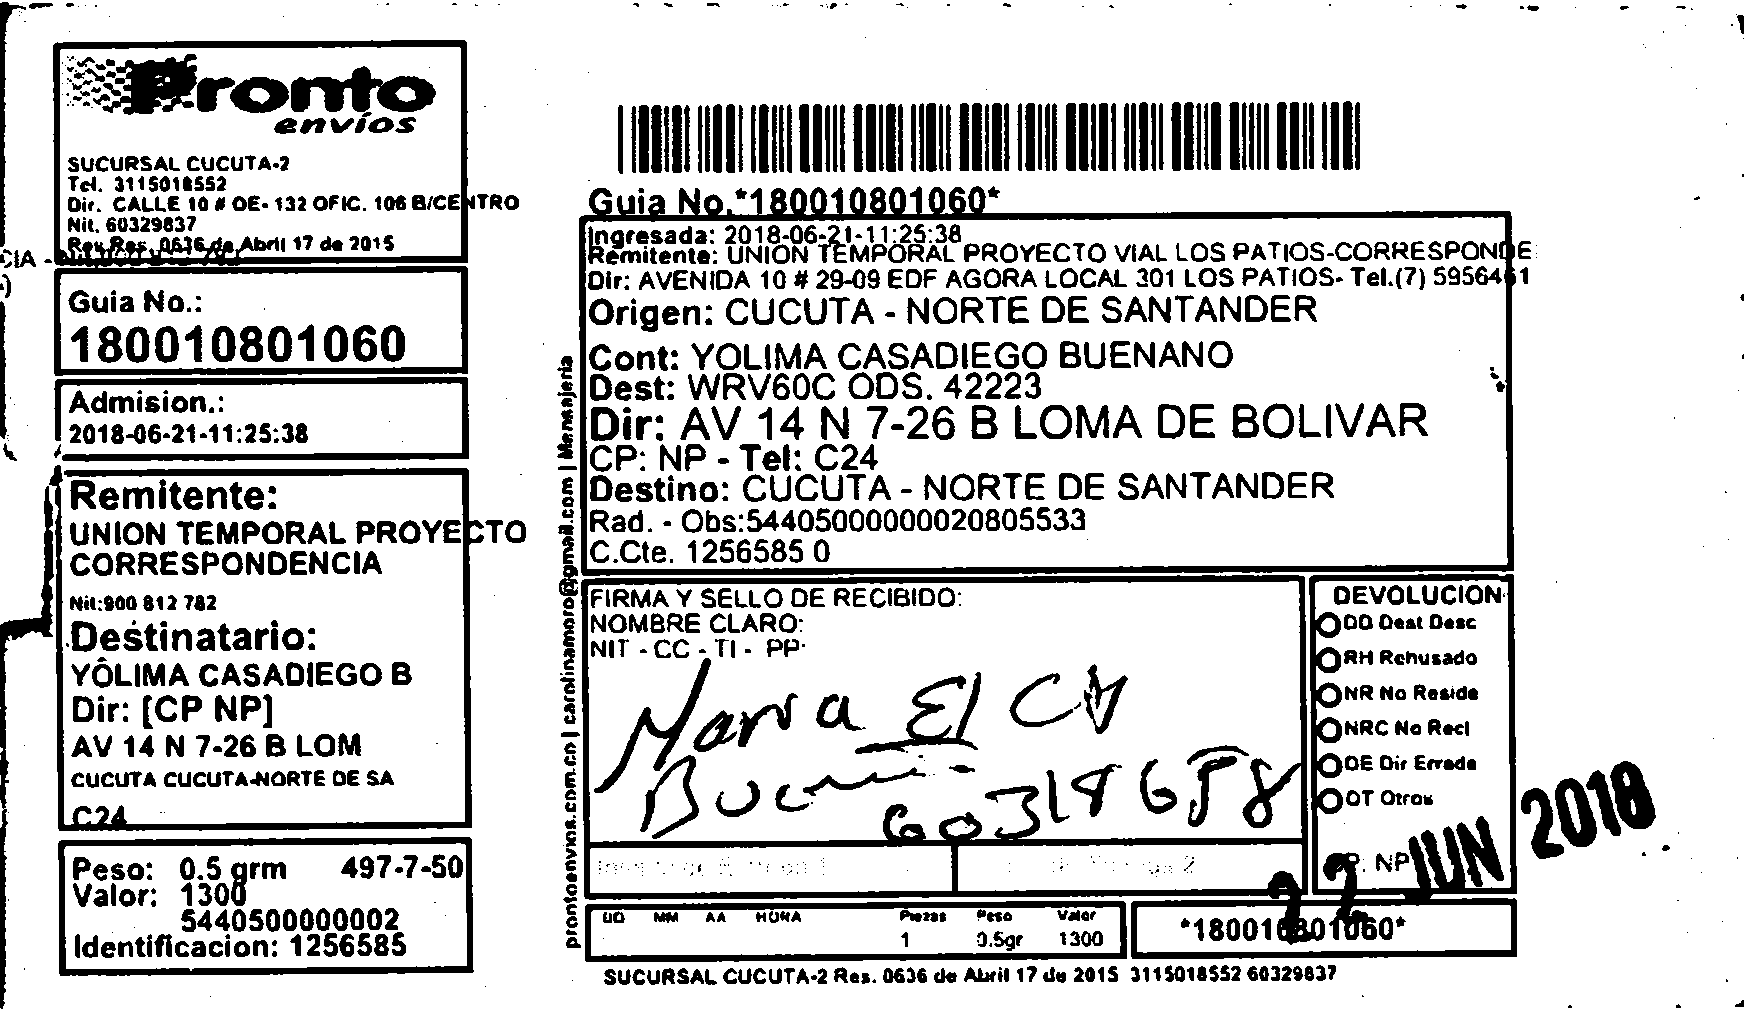 Pronto
envíos
SUCURSAL CUCUTA-2
Tel. 3115018552
Dir. CALLE 10 # OE- 132 OFIC. 106 B/CENTRO
Nit. 60329837
Res. 0636 de Abril 17 de 2015
Guia No.:
180010801060
Admision.:
2018-06-21-11:25:38
Remitente:
UNION TEMPORAL PROYECTO
CORRESPONDENCIA
Nit:900 812 782
Destinatario:
YOLIMA CASADIEGO B
Dir: [CP NP]
AV 14 N 7-26 B LOM
CUCUTA CUCUTA-NORTE DE SA
C24
Peso: 0.5 grm 497-7-50
Valor: 1300
5440500000002
Identificacion: 1256585
prontoenvios.com.co | carolinamoro@gmail.com | Mensajeria
Guia No.*180010801060*
Ingresada: 2018-06-21-11:25:38
Remitente: UNION TEMPORAL PROYECTO VIAL LOS PATIOS-CORRESPONDE
Dir: AVENIDA 10 # 29-09 EDF AGORA LOCAL 301 LOS PATIOS- Tel.(7) 5956461
Origen: CUCUTA - NORTE DE SANTANDER
Cont: YOLIMA CASADIEGO BUENANO
Dest: WRV60C ODS. 42223
Dir: AV 14 N 7-26 B LOMA DE BOLIVAR
CP: NP - Tel: C24
Destino: CUCUTA - NORTE DE SANTANDER
Rad. - Obs:54405000000020805533
C.Cte. 1256585 0
FIRMA Y SELLO DE RECIBIDO:
NOMBRE CLARO:
NIT - CC - TI - PP-
Maria El
DEVOLUCION
DD Dest Desc
RH Rehusado
NR No Reside
NRC No Recl
DE Dir Errada
OT Otros
NP
22 JUN 2018
DD MM AA HORA Piezas Peso Valor
1 0.5gr 1300
*180010801060*
SUCURSAL CUCUTA-2 Res. 0636 de Abril 17 de 2015 3115018552 60329837